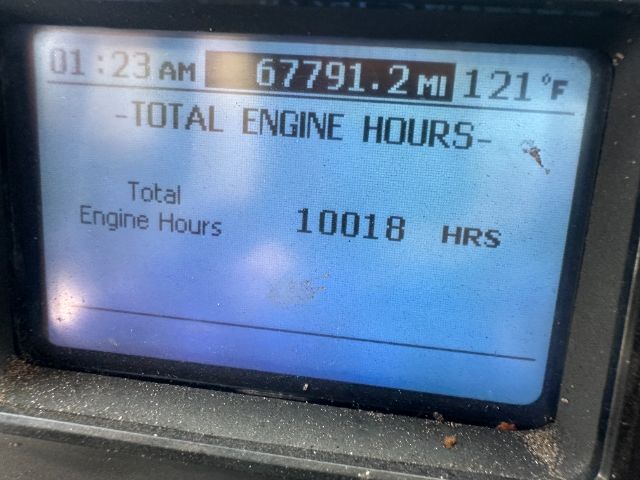 01:23 AM 67791.2 MI 121°F
-TOTAL ENGINE HOURS-
Total
Engine Hours 10018 HRS